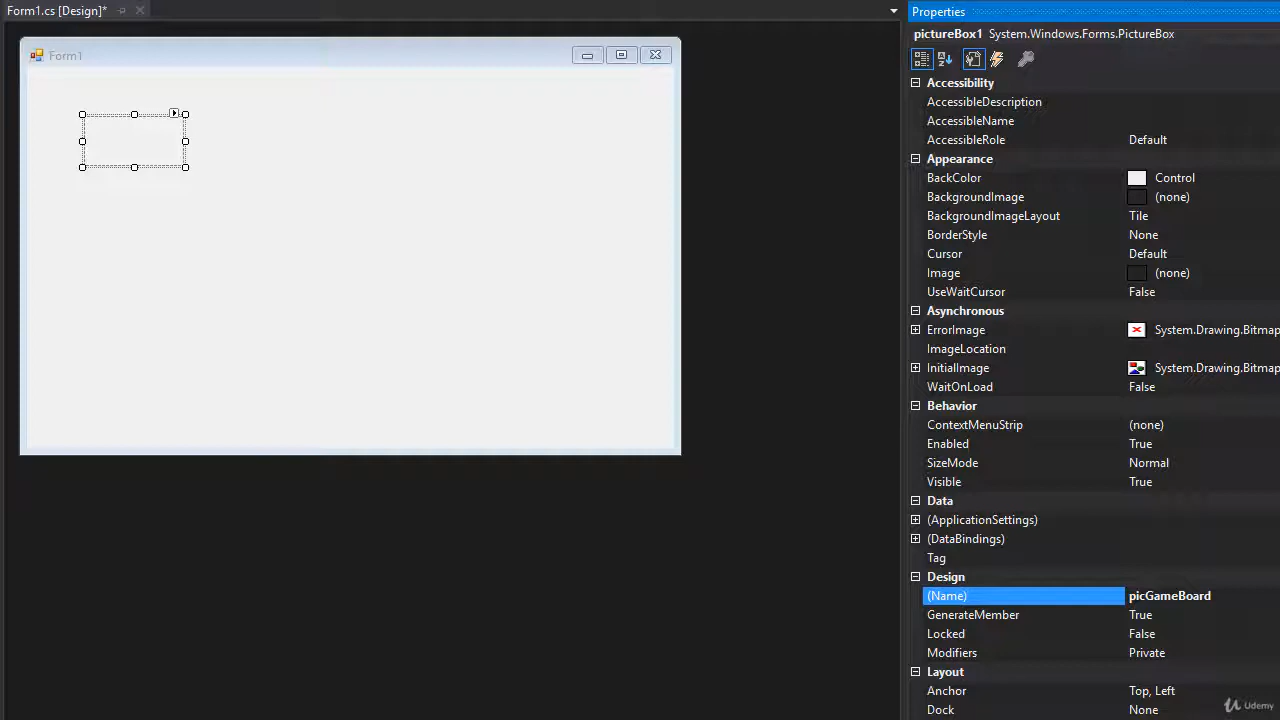 Form1.cs [Design]*
Form1
Properties
pictureBox1 System.Windows.Forms.PictureBox
Accessibility
AccessibleDescription
AccessibleName
AccessibleRole Default
Appearance
BackColor Control
BackgroundImage (none)
BackgroundImageLayout Tile
BorderStyle None
Cursor Default
Image (none)
UseWaitCursor False
Asynchronous
ErrorImage System.Drawing.Bitmap
ImageLocation
InitialImage System.Drawing.Bitmap
WaitOnLoad False
Behavior
ContextMenuStrip (none)
Enabled True
SizeMode Normal
Visible True
Data
(ApplicationSettings)
(DataBindings)
Tag
Design
(Name) picGameBoard
GenerateMember True
Locked False
Modifiers Private
Layout
Anchor Top, Left
Dock None
Udemy